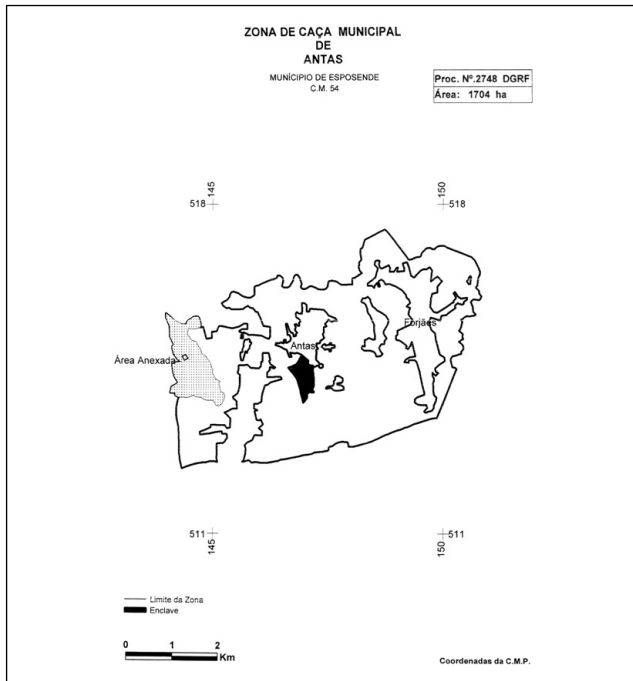 ZONA DE CAÇA MUNICIPAL
DE
ANTAS
MUNÍCIPIO DE ESPOSENDE
C.M. 54
Proc. Nº.2748 DGRF
Área: 1704 ha
145
150
518
518
Forjães
Antas
Área Anexada
511
511
145
150
Limite da Zona
Enclave
0 1 2
Km
Coordenadas da C.M.P.